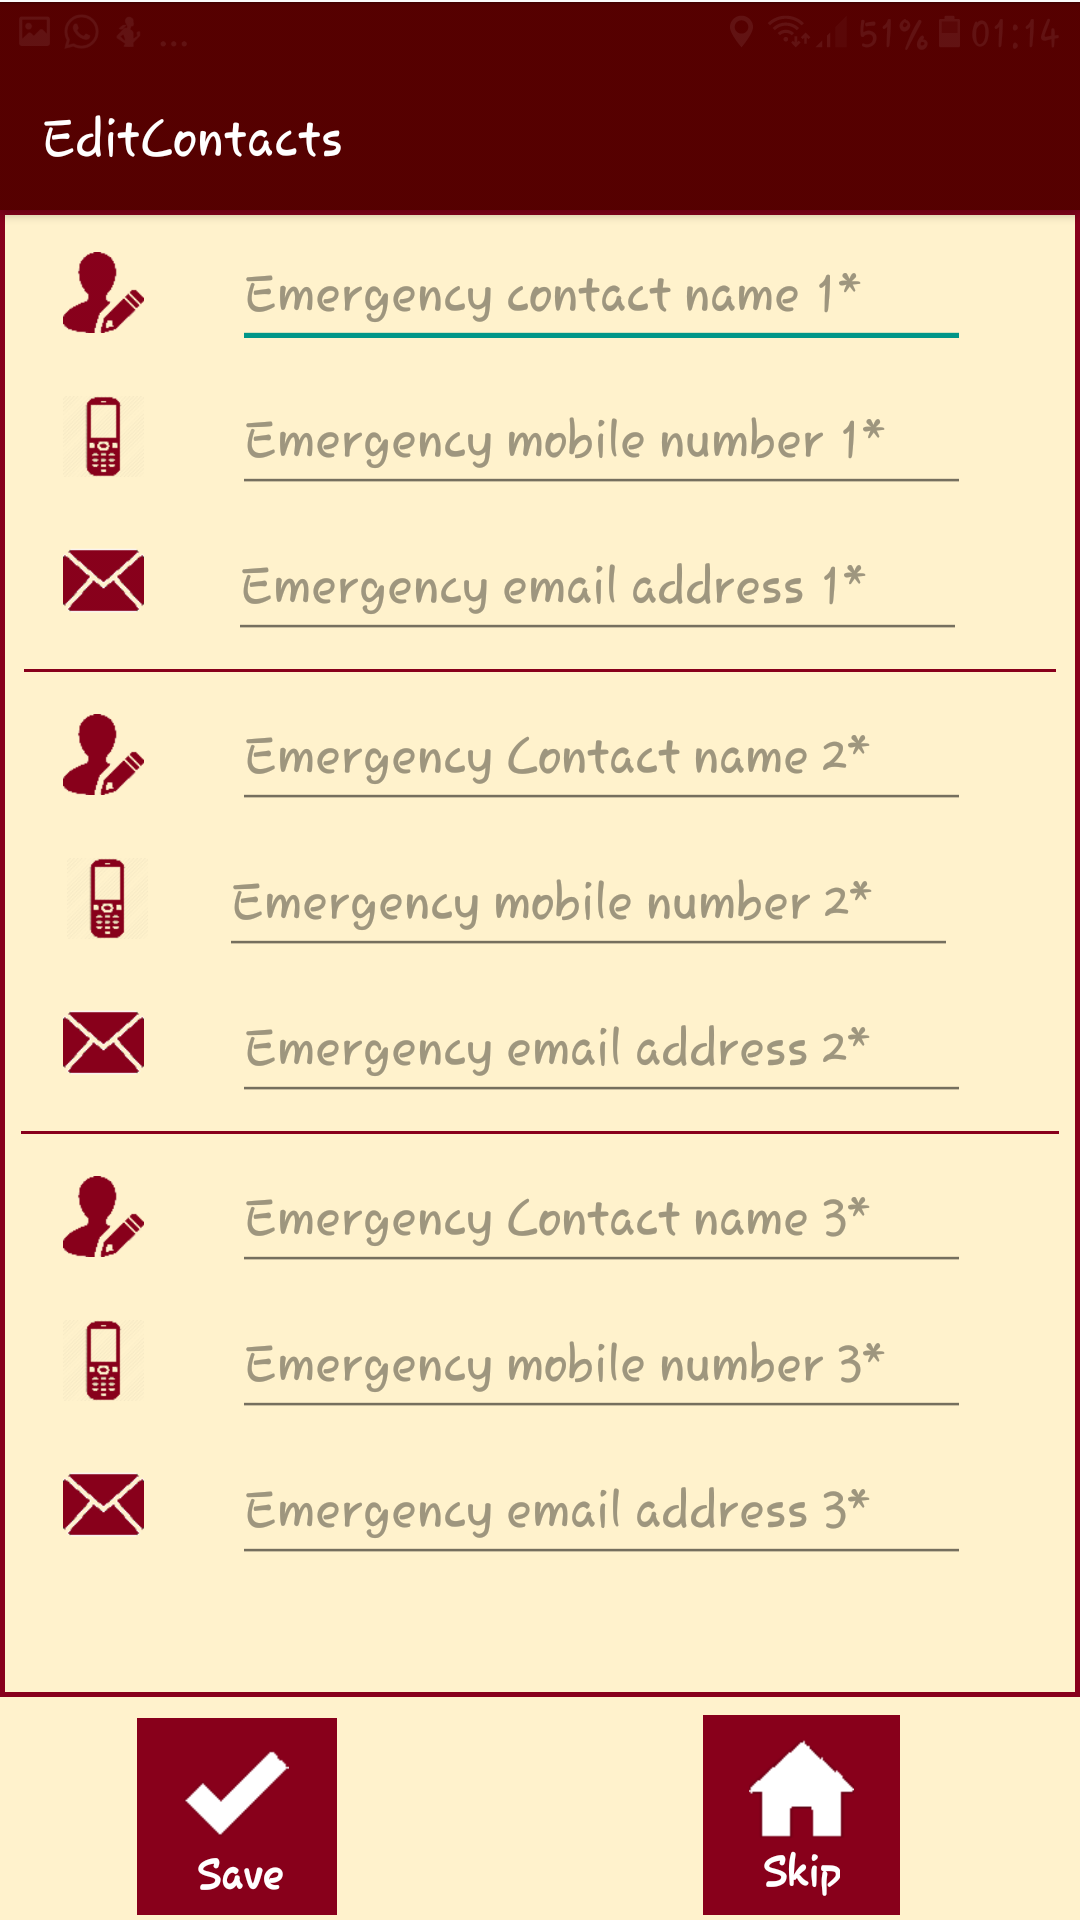 ... 51% 01:14
EditContacts
Emergency contact name 1*
Emergency mobile number 1*
Emergency email address 1*
Emergency Contact name 2*
Emergency mobile number 2*
Emergency email address 2*
Emergency Contact name 3*
Emergency mobile number 3*
Emergency email address 3*
Save
Skip